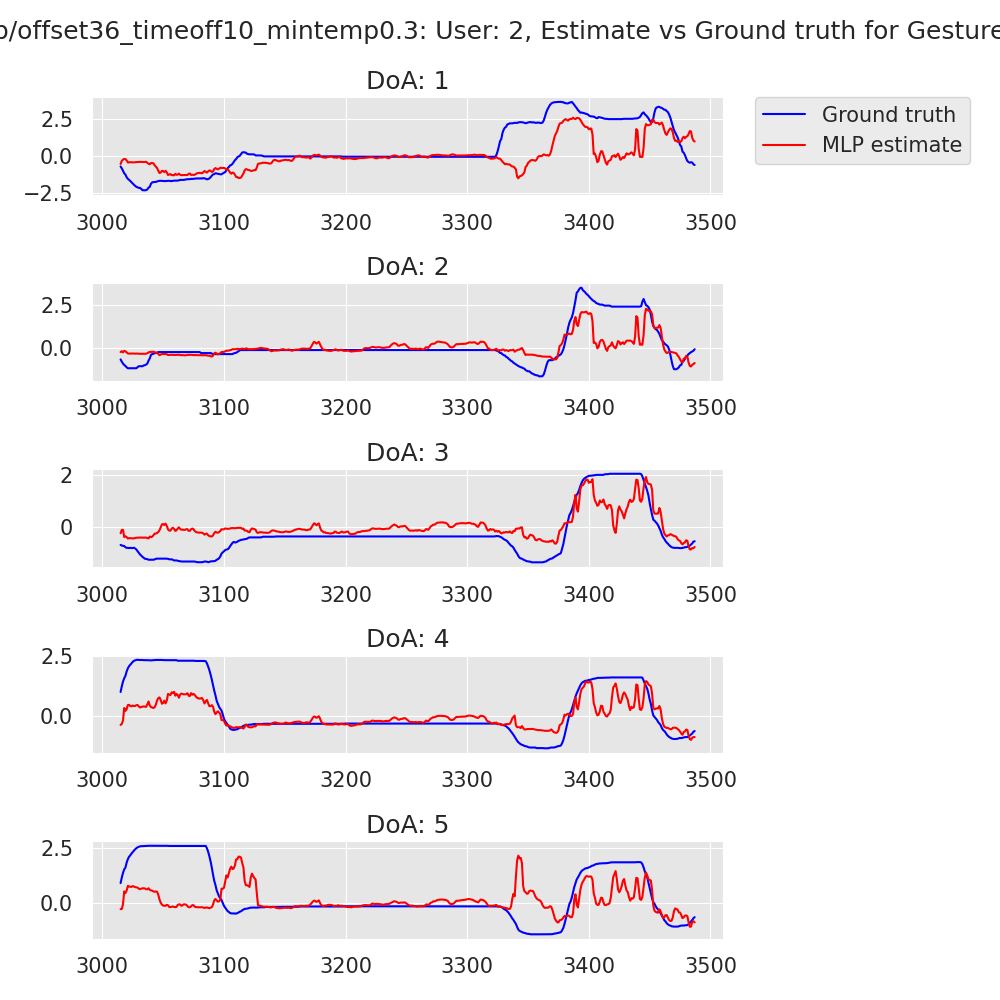 o/offset36_timeoff10_mintemp0.3: User: 2, Estimate vs Ground truth for Gesture
DoA: 1
Ground truth
MLP estimate
2.5
0.0
−2.5
3000 3100 3200 3300 3400 3500
DoA: 2
2.5
0.0
3000 3100 3200 3300 3400 3500
DoA: 3
2
0
3000 3100 3200 3300 3400 3500
DoA: 4
2.5
0.0
3000 3100 3200 3300 3400 3500
DoA: 5
2.5
0.0
3000 3100 3200 3300 3400 3500